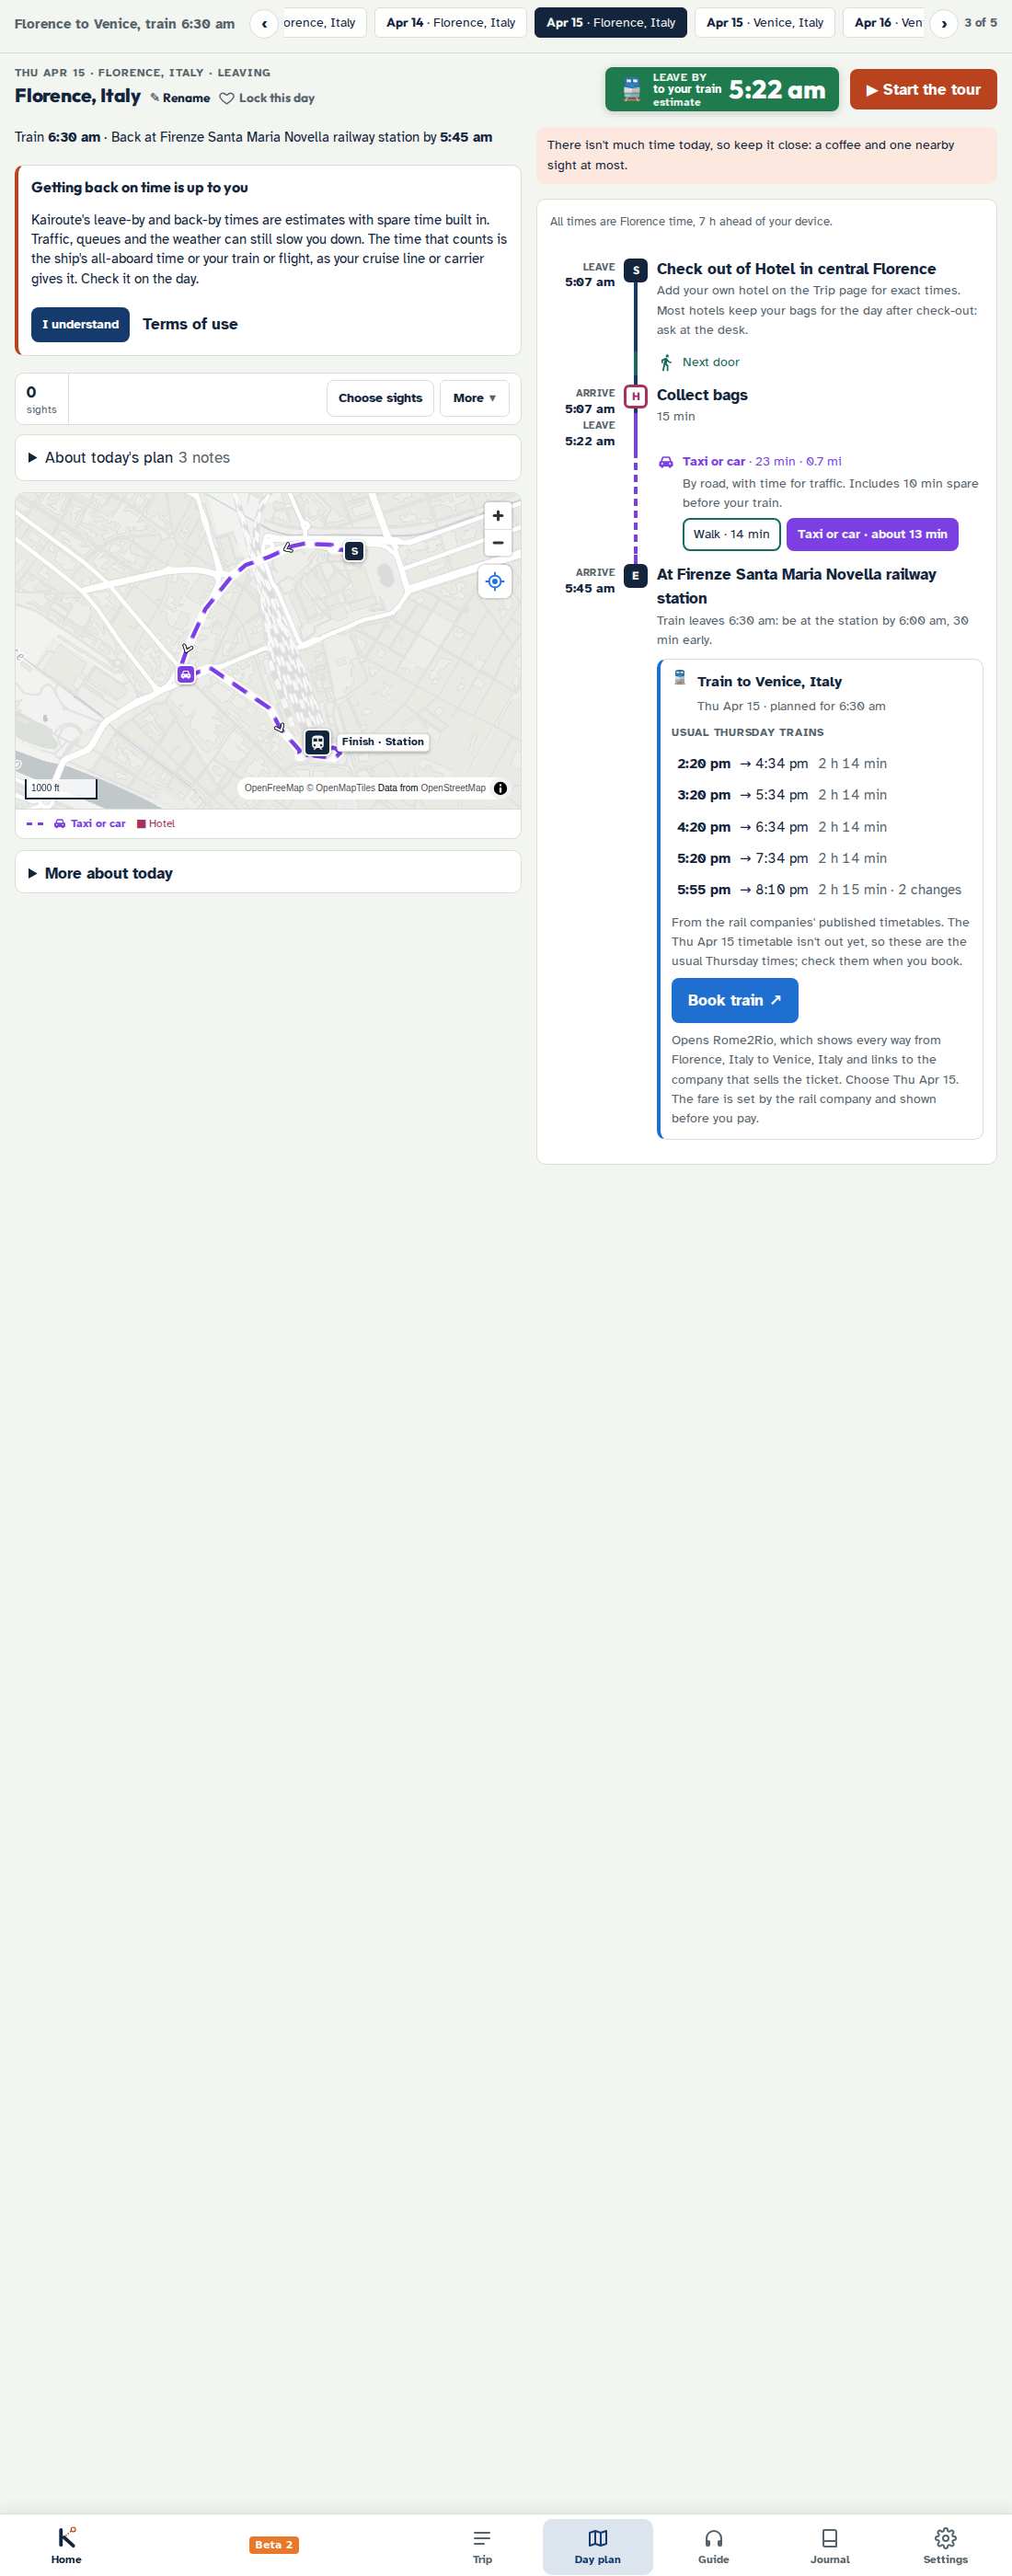 Florence to Venice, train 6:30 am
‹
orence, Italy
Apr 14 · Florence, Italy
Apr 15 · Florence, Italy
Apr 15 · Venice, Italy
Apr 16 · Ven
›
3 of 5
THU APR 15 · FLORENCE, ITALY · LEAVING
Florence, Italy
✎ Rename
Lock this day
LEAVE BY
to your train
estimate
5:22 am
▶ Start the tour
Train 6:30 am · Back at Firenze Santa Maria Novella railway station by 5:45 am
Getting back on time is up to you
Kairoute's leave-by and back-by times are estimates with spare time built in.
Traffic, queues and the weather can still slow you down. The time that counts is
the ship's all-aboard time or your train or flight, as your cruise line or carrier
gives it. Check it on the day.
I understand
Terms of use
0
sights
Choose sights
More ▼
▶ About today's plan 3 notes
S
Finish · Station
+
−
1000 ft
OpenFreeMap © OpenMapTiles Data from OpenStreetMap
Taxi or car
Hotel
▶ More about today
There isn't much time today, so keep it close: a coffee and one nearby
sight at most.
All times are Florence time, 7 h ahead of your device.
LEAVE
5:07 am
S
Check out of Hotel in central Florence
Add your own hotel on the Trip page for exact times.
Most hotels keep your bags for the day after check-out:
ask at the desk.
Next door
ARRIVE
5:07 am
LEAVE
5:22 am
H
Collect bags
15 min
Taxi or car · 23 min · 0.7 mi
By road, with time for traffic. Includes 10 min spare
before your train.
Walk · 14 min
Taxi or car · about 13 min
ARRIVE
5:45 am
E
At Firenze Santa Maria Novella railway
station
Train leaves 6:30 am: be at the station by 6:00 am, 30
min early.
Train to Venice, Italy
Thu Apr 15 · planned for 6:30 am
USUAL THURSDAY TRAINS
2:20 pm → 4:34 pm 2 h 14 min
3:20 pm → 5:34 pm 2 h 14 min
4:20 pm → 6:34 pm 2 h 14 min
5:20 pm → 7:34 pm 2 h 14 min
5:55 pm → 8:10 pm 2 h 15 min · 2 changes
From the rail companies' published timetables. The
Thu Apr 15 timetable isn't out yet, so these are the
usual Thursday times; check them when you book.
Book train ↗
Opens Rome2Rio, which shows every way from
Florence, Italy to Venice, Italy and links to the
company that sells the ticket. Choose Thu Apr 15.
The fare is set by the rail company and shown
before you pay.
Home
Beta 2
Trip
Day plan
Guide
Journal
Settings